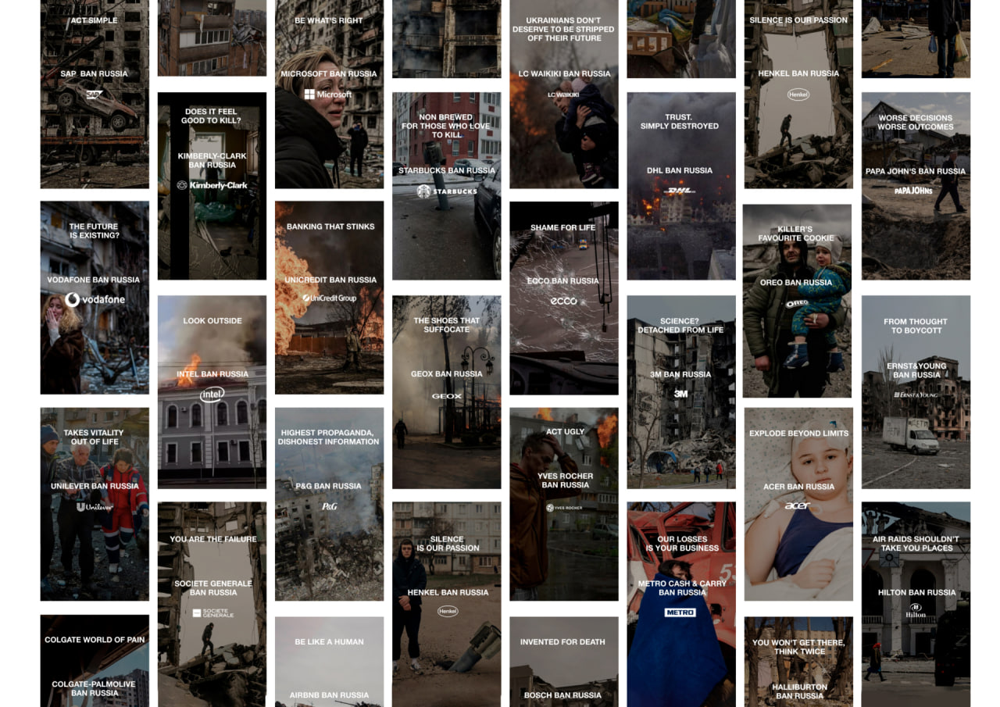 ACT SIMPLE
SAP BAN RUSSIA
SAP
THE FUTURE
IS EXISTING?
VODAFONE BAN RUSSIA
vodafone
TAKES VITALITY
OUT OF LIFE
UNILEVER BAN RUSSIA
Unilever
COLGATE WORLD OF PAIN
COLGATE-PALMOLIVE
BAN RUSSIA
DOES IT FEEL
GOOD TO KILL?
KIMBERLY-CLARK
BAN RUSSIA
Kimberly-Clark
LOOK OUTSIDE
INTEL BAN RUSSIA
intel
YOU ARE THE FAILURE
SOCIETE GENERALE
BAN RUSSIA
SOCIETE
GENERALE
BE WHAT'S RIGHT
MICROSOFT BAN RUSSIA
Microsoft
BANKING THAT STINKS
UNICREDIT BAN RUSSIA
UniCredit Group
HIGHEST PROPAGANDA,
DISHONEST INFORMATION
P&G BAN RUSSIA
P&G
BE LIKE A HUMAN
AIRBNB BAN RUSSIA
NON BREWED
FOR THOSE WHO LOVE
TO KILL
STARBUCKS BAN RUSSIA
STARBUCKS
THE SHOES THAT
SUFFOCATE
GEOX BAN RUSSIA
GEOX
SILENCE
IS OUR PASSION
HENKEL BAN RUSSIA
Henkel
UKRAINIANS DON'T
DESERVE TO BE STRIPPED
OFF THEIR FUTURE
LC WAIKIKI BAN RUSSIA
LC WAIKIKI
SHAME FOR LIFE
ECCO BAN RUSSIA
ecco
ACT UGLY
YVES ROCHER
BAN RUSSIA
YVES ROCHER
INVENTED FOR DEATH
BOSCH BAN RUSSIA
TRUST.
SIMPLY DESTROYED
DHL BAN RUSSIA
DHL
SCIENCE?
DETACHED FROM LIFE
3M BAN RUSSIA
3M
OUR LOSSES
IS YOUR BUSINESS
METRO CASH & CARRY
BAN RUSSIA
METRO
53
SILENCE IS OUR PASSION
HENKEL BAN RUSSIA
Henkel
KILLER'S
FAVOURITE COOKIE
OREO BAN RUSSIA
OREO
EXPLODE BEYOND LIMITS
ACER BAN RUSSIA
acer
YOU WON'T GET THERE,
THINK TWICE
HALLIBURTON
BAN RUSSIA
WORSE DECISIONS
WORSE OUTCOMES
PAPA JOHN'S BAN RUSSIA
PAPA JOHNS
FROM THOUGHT
TO BOYCOTT
ERNST&YOUNG
BAN RUSSIA
ERNST & YOUNG
AIR RAIDS SHOULDN'T
TAKE YOU PLACES
HILTON BAN RUSSIA
Hilton